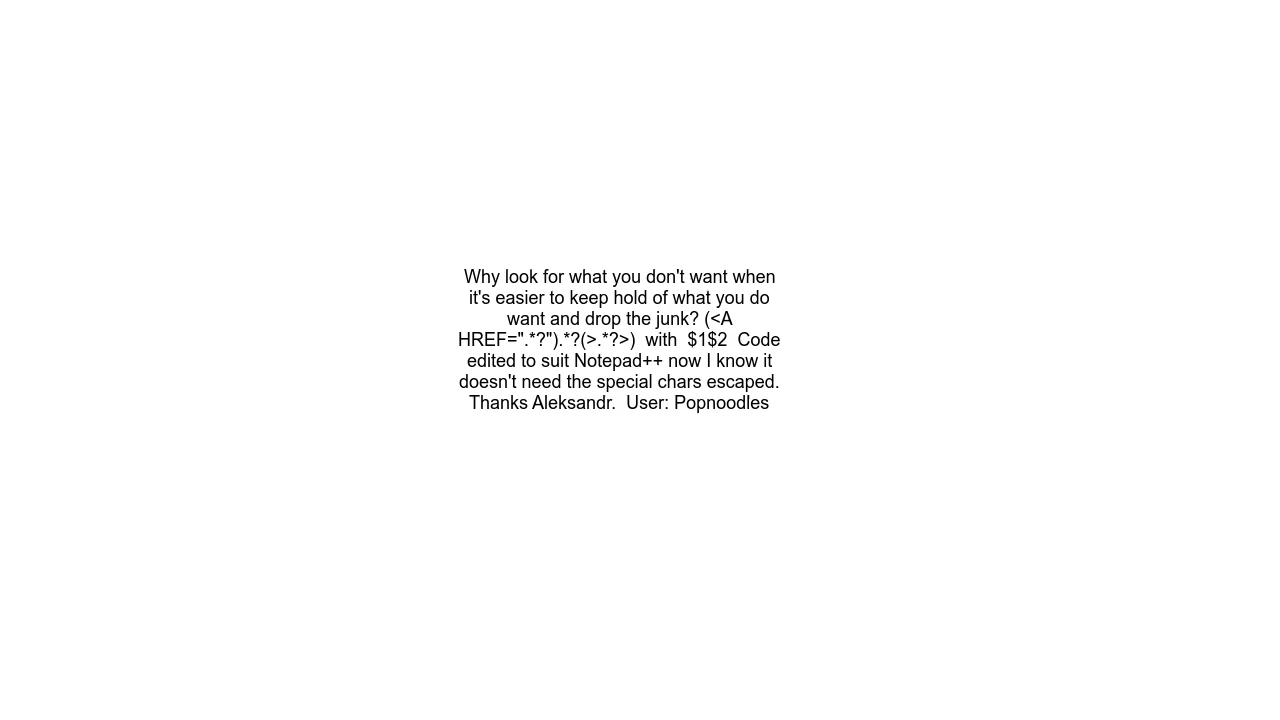 Why look for what you don't want when
it's easier to keep hold of what you do
want and drop the junk? (<A
HREF=".*?").*?(>.*?>)  with  $1$2  Code
edited to suit Notepad++ now I know it
doesn't need the special chars escaped.
Thanks Aleksandr.  User: Popnoodles